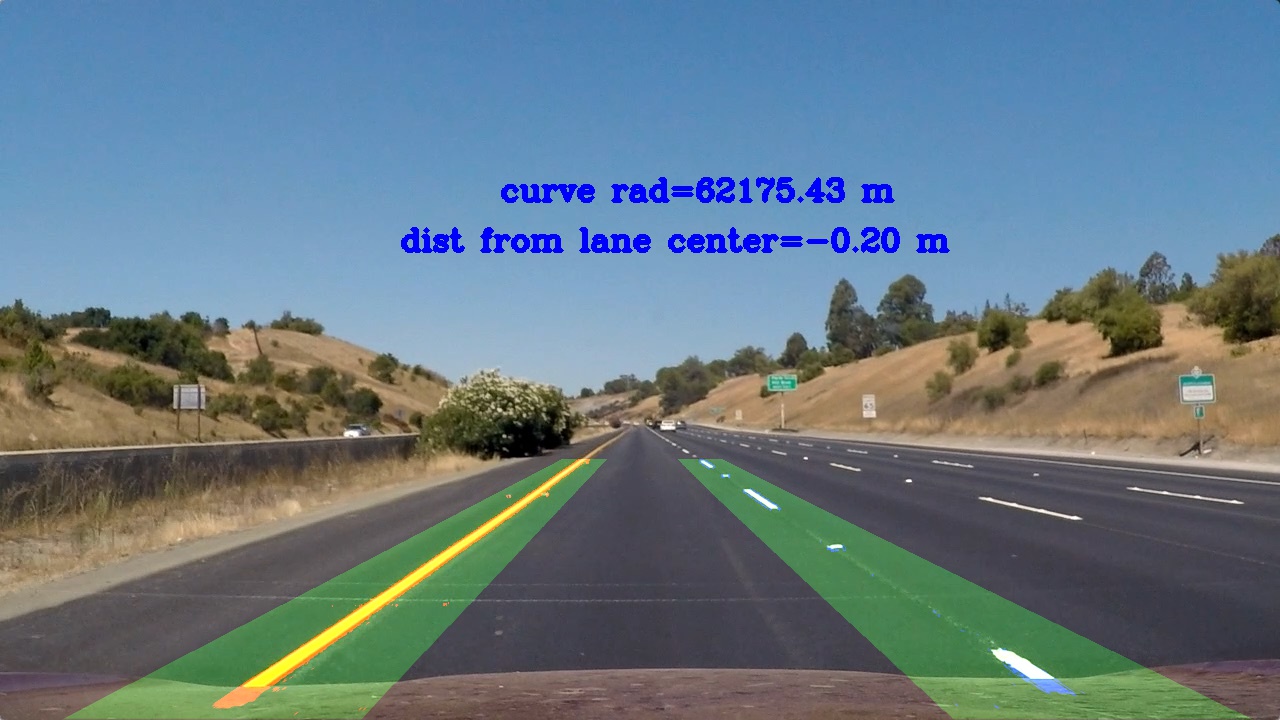 curve rad=62175.43 m
dist from lane center=-0.20 m